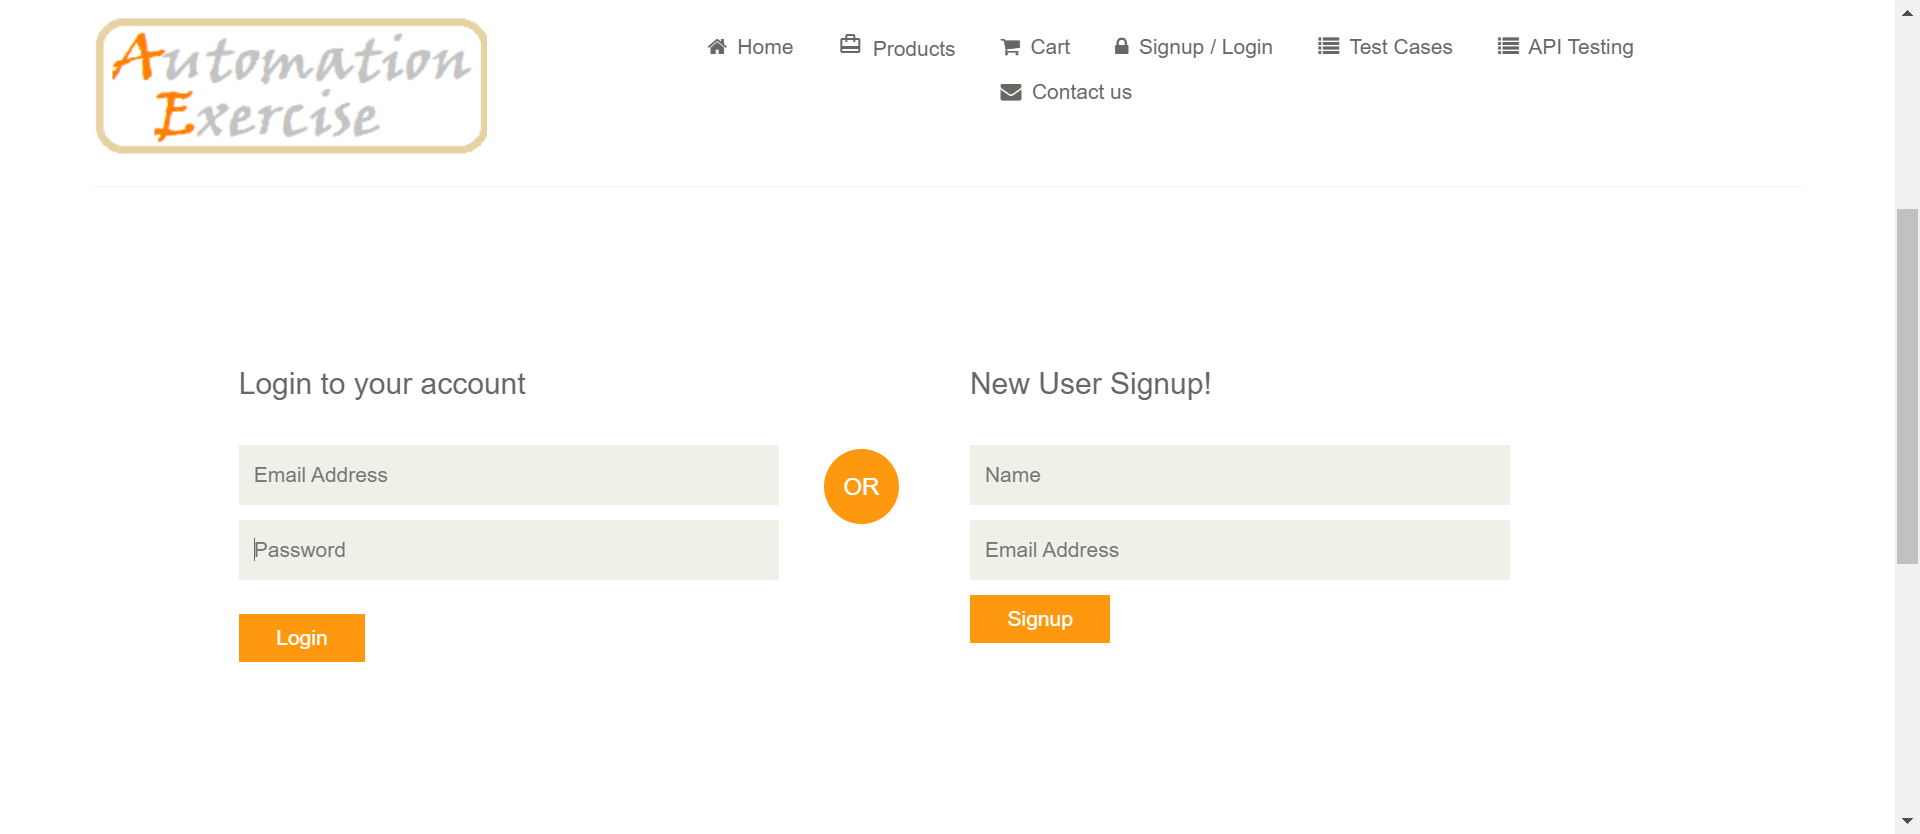 Automation
Exercise
Home Products Cart Signup / Login Test Cases API Testing
Contact us
Login to your account
Email Address
Password
Login
OR
New User Signup!
Name
Email Address
Signup